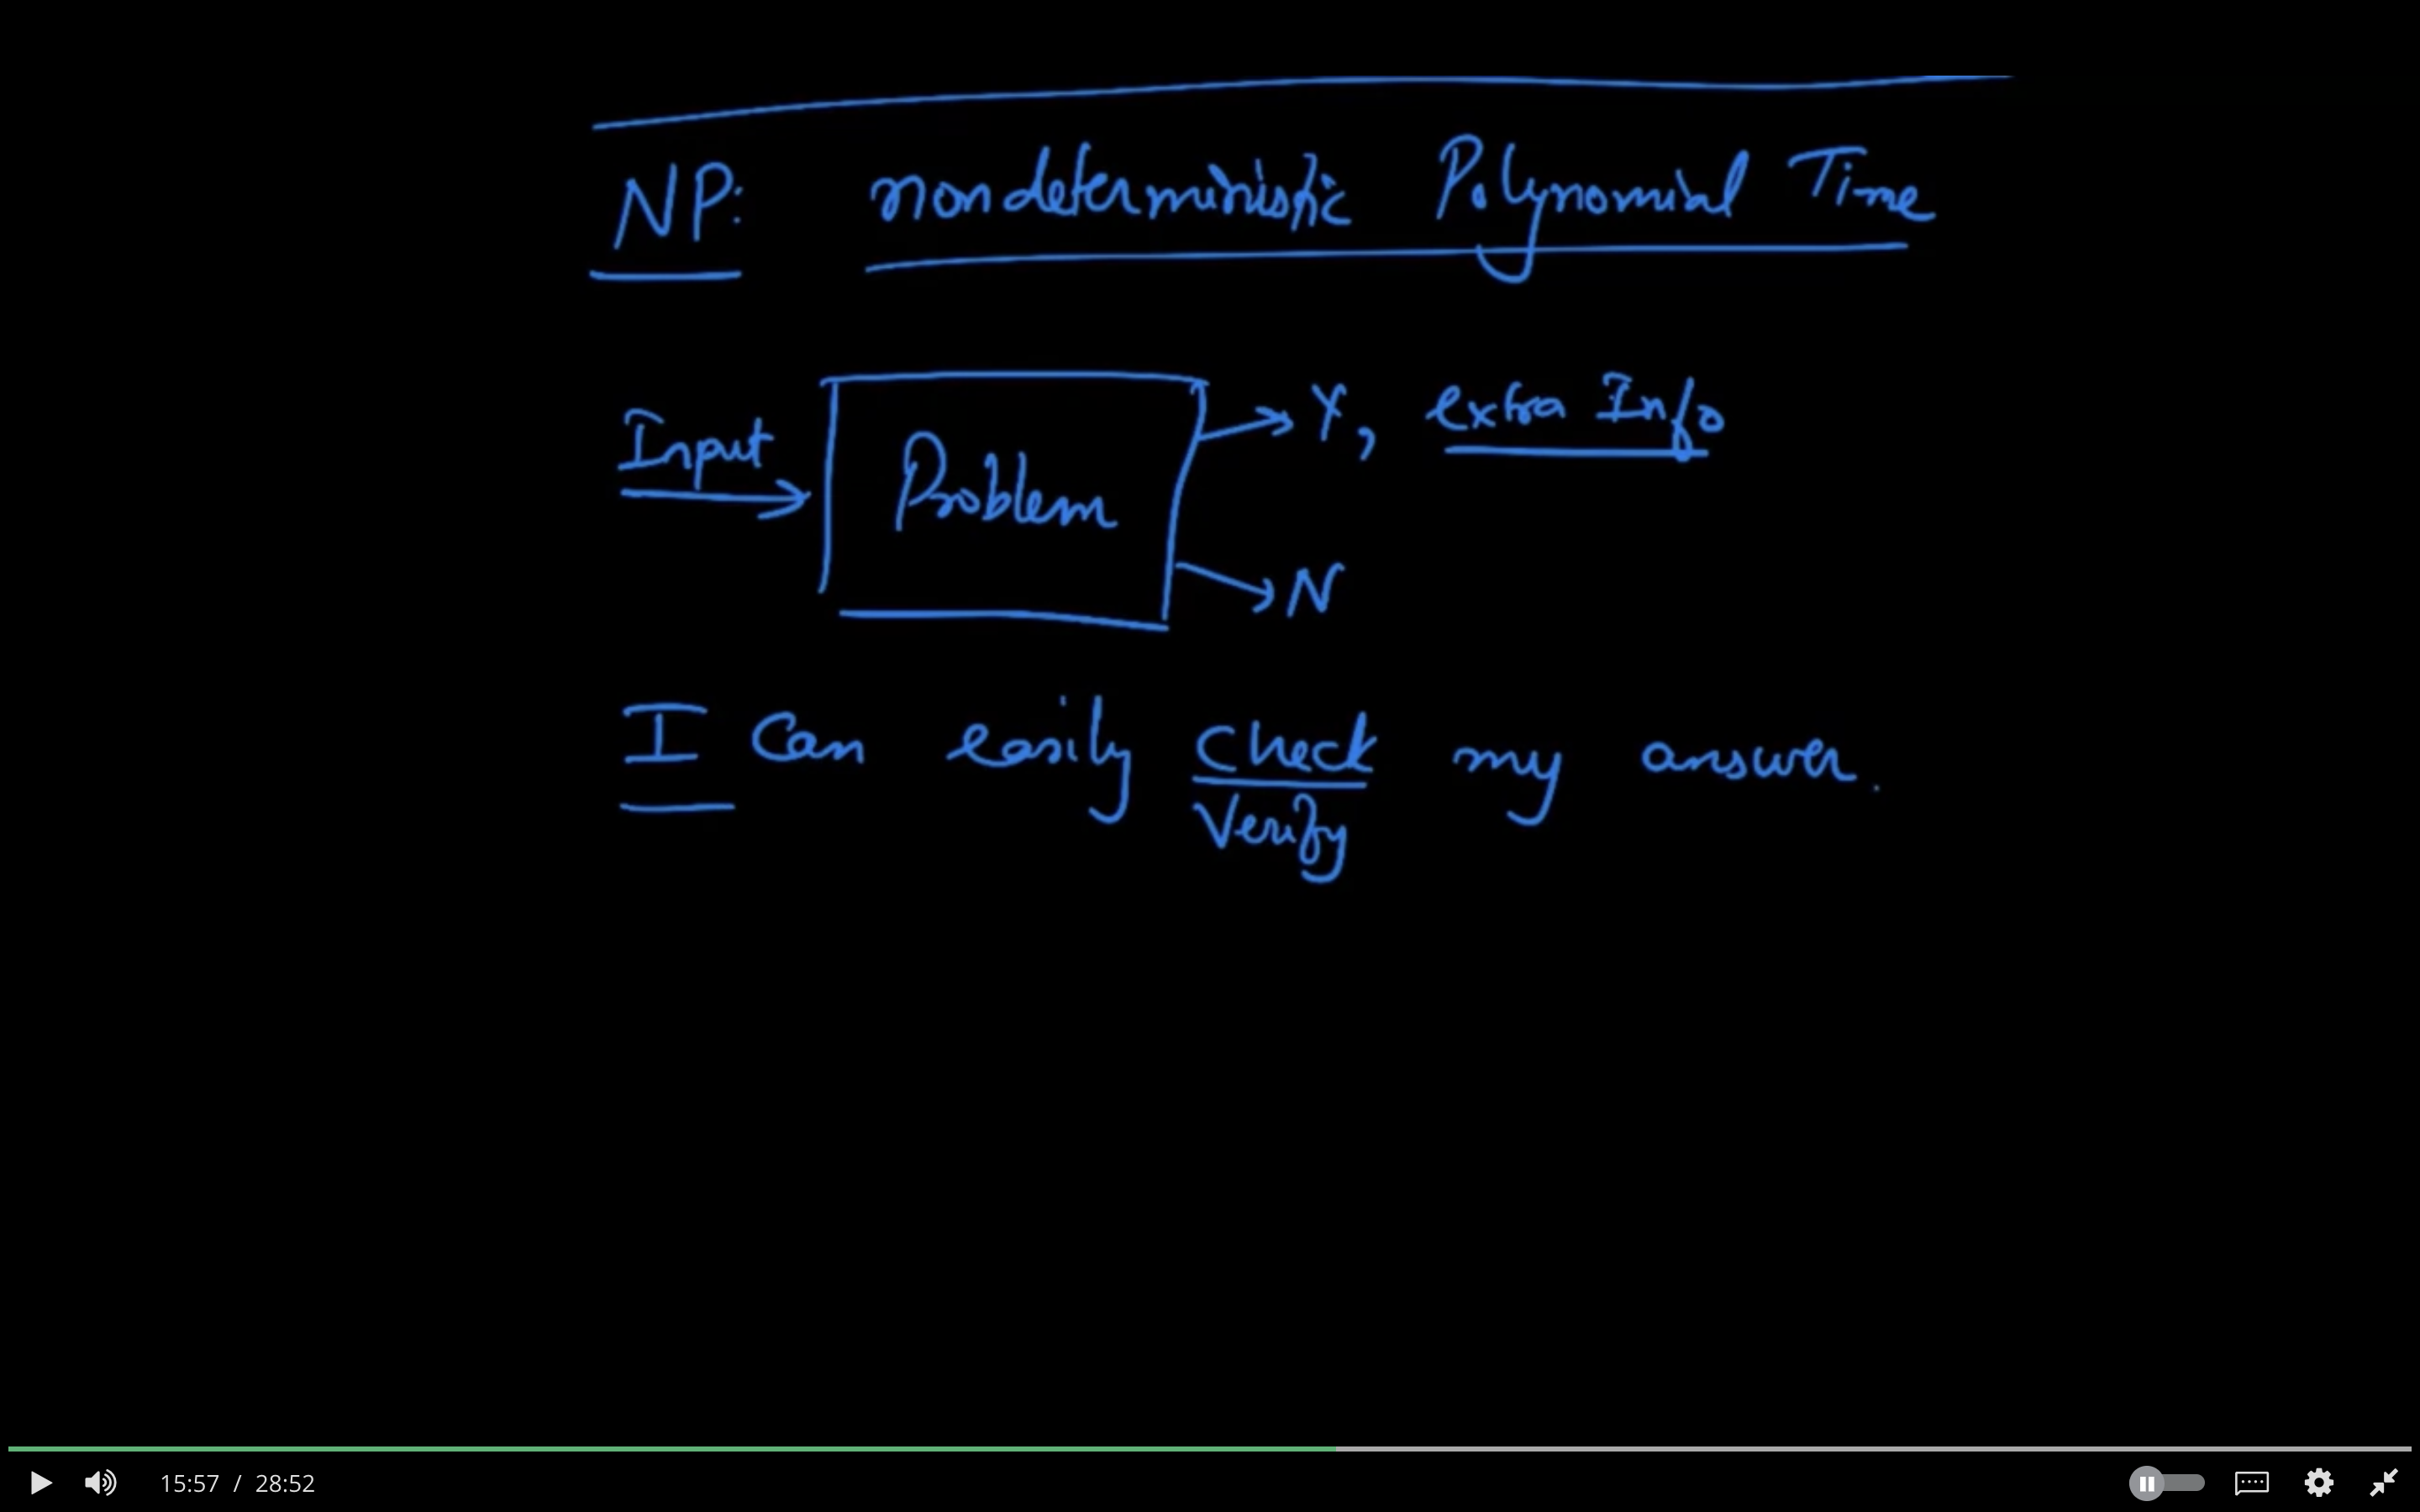 NP: nondeterministic Polynomial Time
Input
Problem
Y, extra Info
N
I Can easily Check my answer.
Verify
15:57 / 28:52